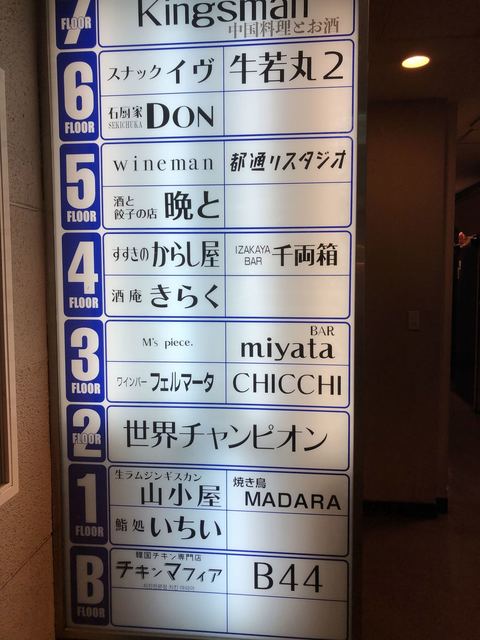 7 FLOOR
Kingsman
中国料理とお酒
6 FLOOR
スナック イヴ
牛若丸2
石厨家 SEKICHUKA DON
5 FLOOR
wineman
都通りスタジオ
酒と餃子の店 晩と
4 FLOOR
すすきの からし屋
IZAKAYA BAR 千両箱
酒庵 きらく
3 FLOOR
M's piece.
BAR
miyata
ワインバー フェルマータ
CHICCHI
2 FLOOR
世界チャンピオン
1 FLOOR
生ラムジンギスカン
山小屋
焼き鳥
MADARA
鮨処 いちい
B FLOOR
韓国チキン専門店
チキンマフィア
B44